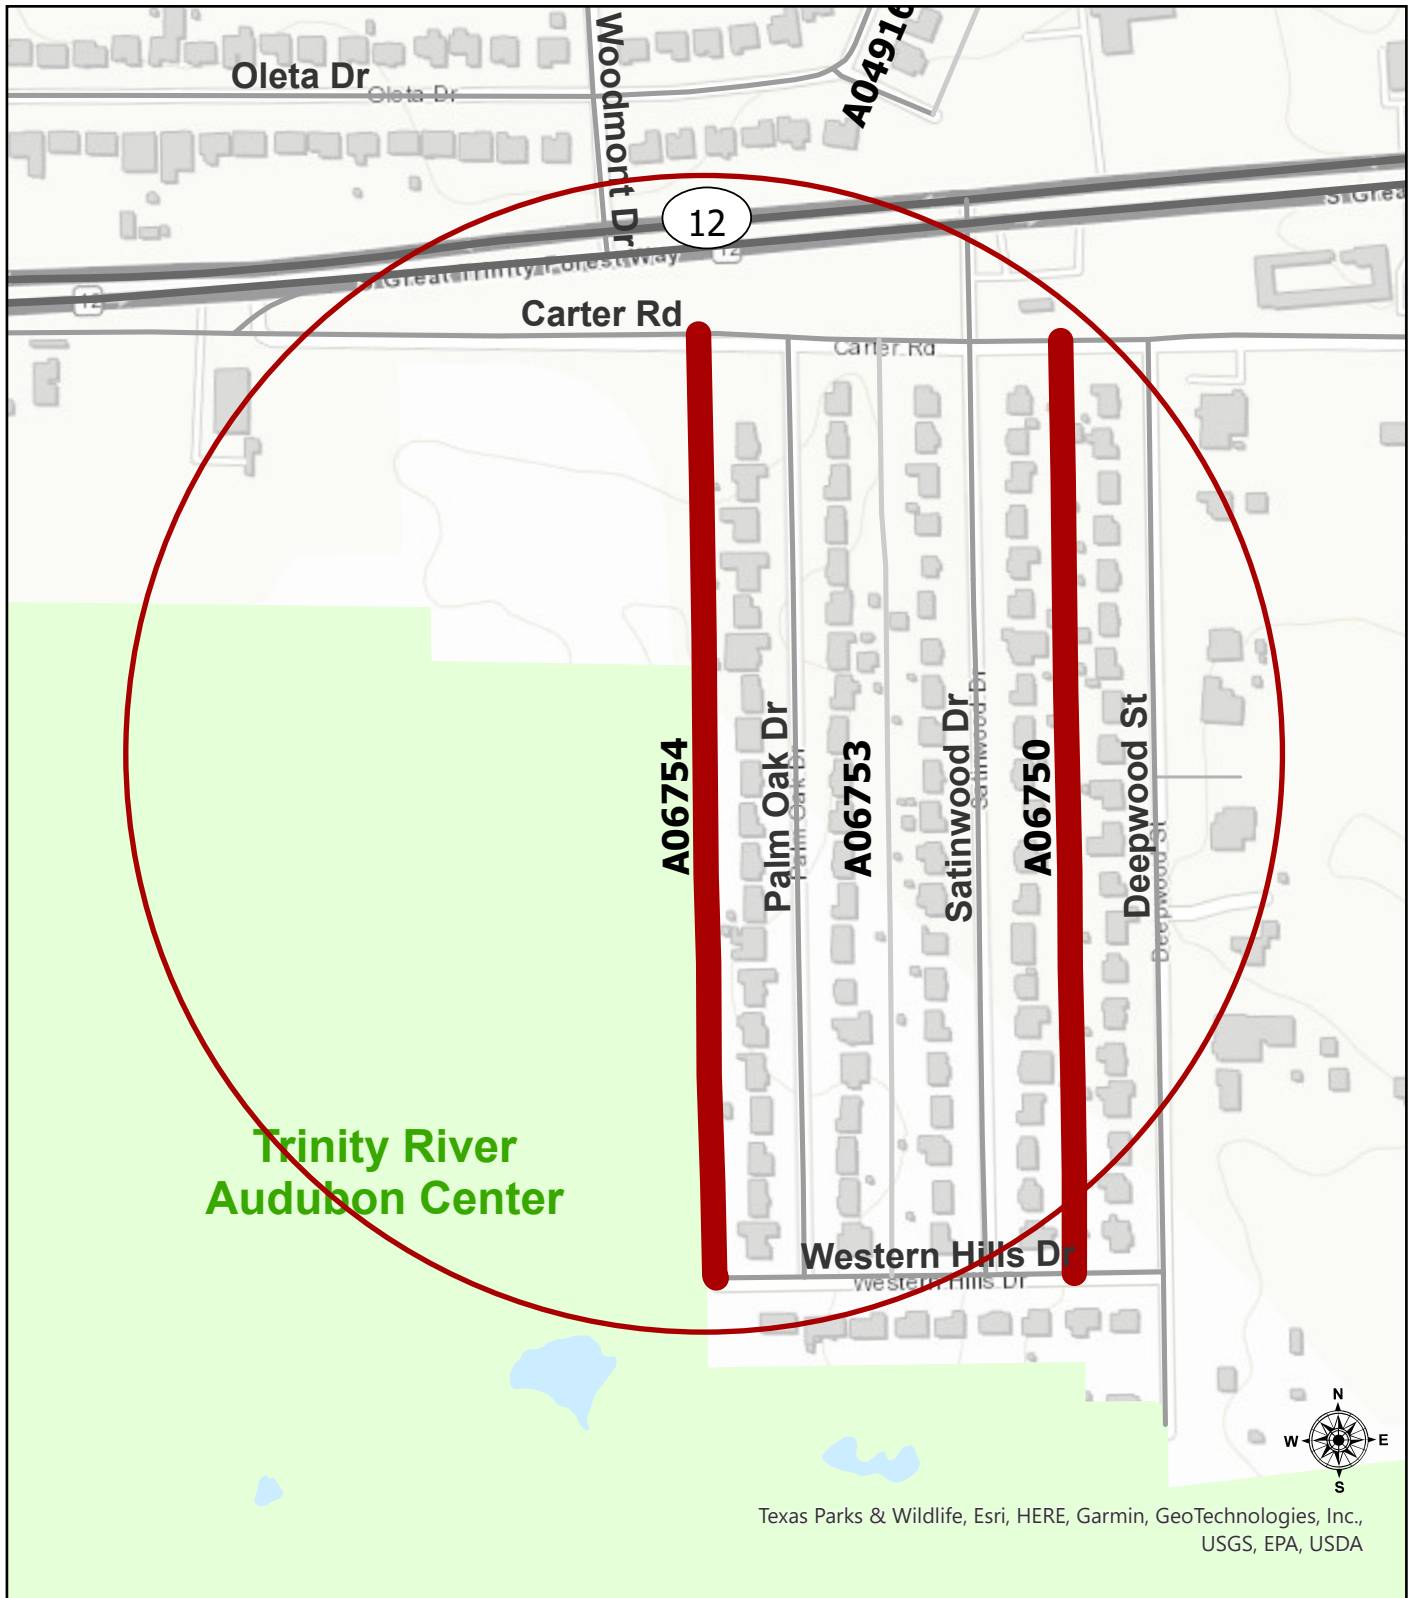 Oleta Dr
Oleta Dr
Woodmont Dr
A04916
12
12
S Great Trinity Forest Way
12
S Grea
Carter Rd
Carter Rd
A06754
Palm Oak Dr
Palm Oak Dr
A06753
Satinwood Dr
Satinwood Dr
A06750
Deepwood St
Deepwood St
Trinity River
Audubon Center
Western Hills Dr
Western Hills Dr
N
W E
S
Texas Parks & Wildlife, Esri, HERE, Garmin, GeoTechnologies, Inc.,
USGS, EPA, USDA